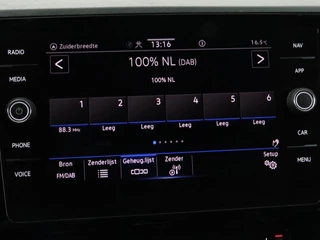 RADIO
MEDIA
PHONE
VOICE
Zuiderbreedte 13:16 16.5°C
< 100% NL (DAB) >
100% NL
1 2 3 4 5 6
88.3 MHz Leeg Leeg Leeg Leeg Leeg
Bron Zenderlijst Geheug.lijst Zender Setup
FM/DAB
NAV
APP
CAR
MENU